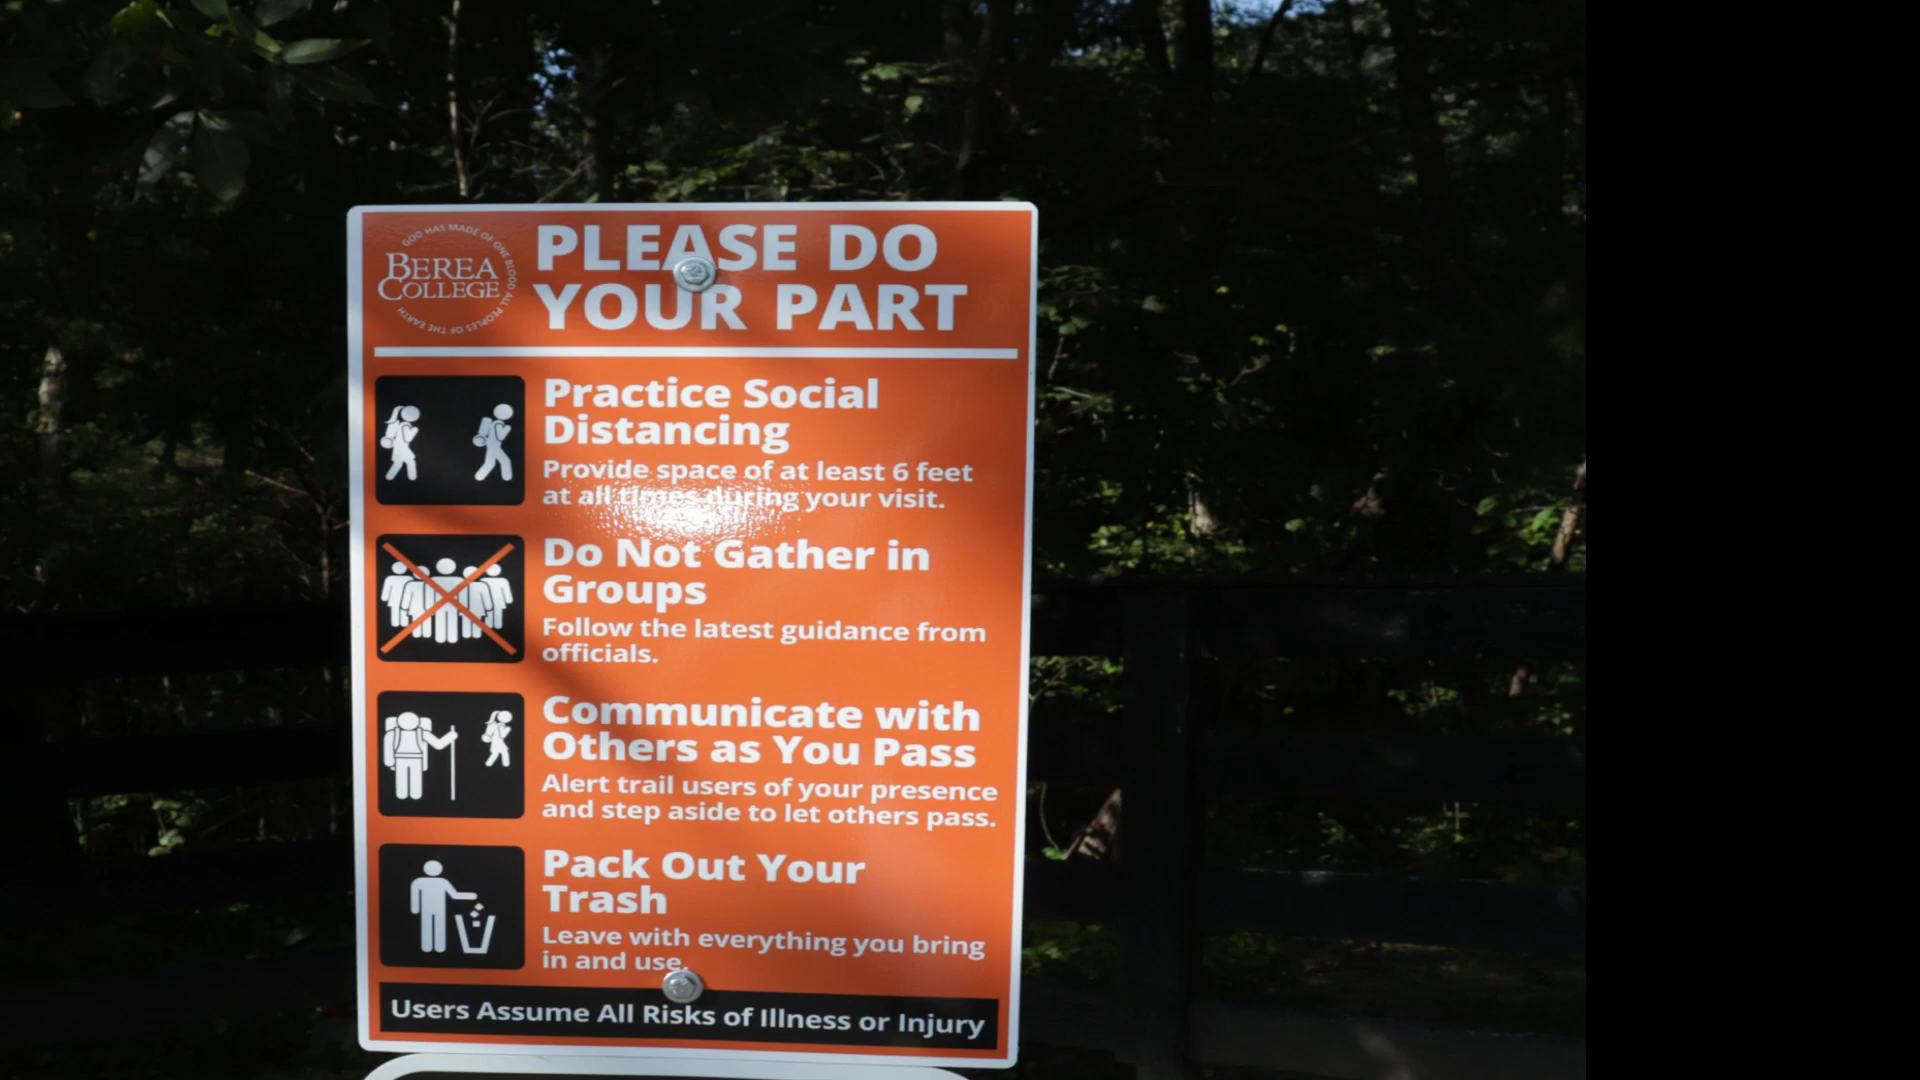 GOD HAS MADE OF ONE BLOOD ALL PEOPLES OF THE EARTH
BEREA
COLLEGE
PLEASE DO
YOUR PART
Practice Social
Distancing
Provide space of at least 6 feet
at all times during your visit.
Do Not Gather in
Groups
Follow the latest guidance from
officials.
Communicate with
Others as You Pass
Alert trail users of your presence
and step aside to let others pass.
Pack Out Your
Trash
Leave with everything you bring
in and use.
Users Assume All Risks of Illness or Injury